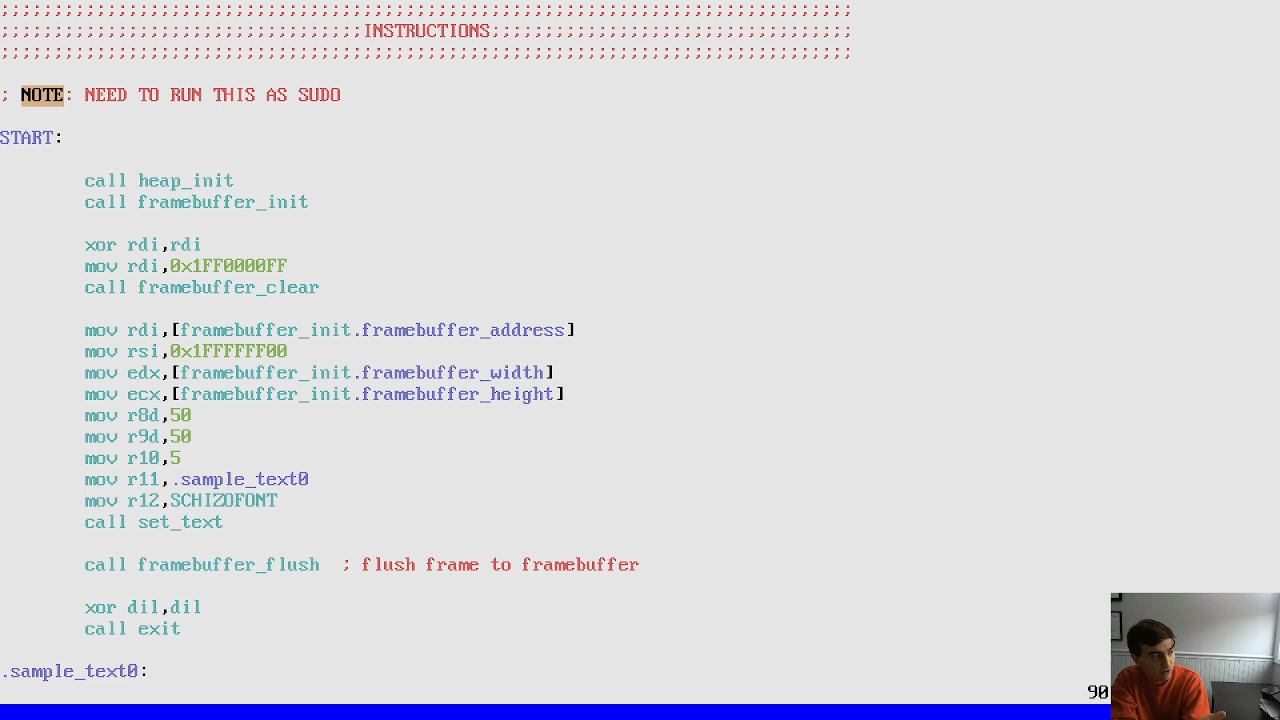 ;;;;;;;;;;;;;;;;;;;;;;;;;;;;;;;;;;;;;;;;;;;;;;;;;;;;;;;;;;;;;;;;;;;;;;;;;;;;;;;;
;;;;;;;;;;;;;;;;;;;;;;;;;;;;;;;;;;INSTRUCTIONS;;;;;;;;;;;;;;;;;;;;;;;;;;;;;;;;;;
;;;;;;;;;;;;;;;;;;;;;;;;;;;;;;;;;;;;;;;;;;;;;;;;;;;;;;;;;;;;;;;;;;;;;;;;;;;;;;;;
; NOTE: NEED TO RUN THIS AS SUDO
START:
call heap_init
call framebuffer_init
xor rdi,rdi
mov rdi,0x1FF0000FF
call framebuffer_clear
mov rdi,[framebuffer_init.framebuffer_address]
mov rsi,0x1FFFFFF00
mov edx,[framebuffer_init.framebuffer_width]
mov ecx,[framebuffer_init.framebuffer_height]
mov r8d,50
mov r9d,50
mov r10,5
mov r11,.sample_text0
mov r12,SCHIZOFONT
call set_text
call framebuffer_flush  ; flush frame to framebuffer
xor dil,dil
call exit
.sample_text0:
90